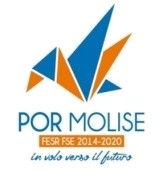 POR MOLISE
FESR FSE 2014-2020
in volo verso il futuro